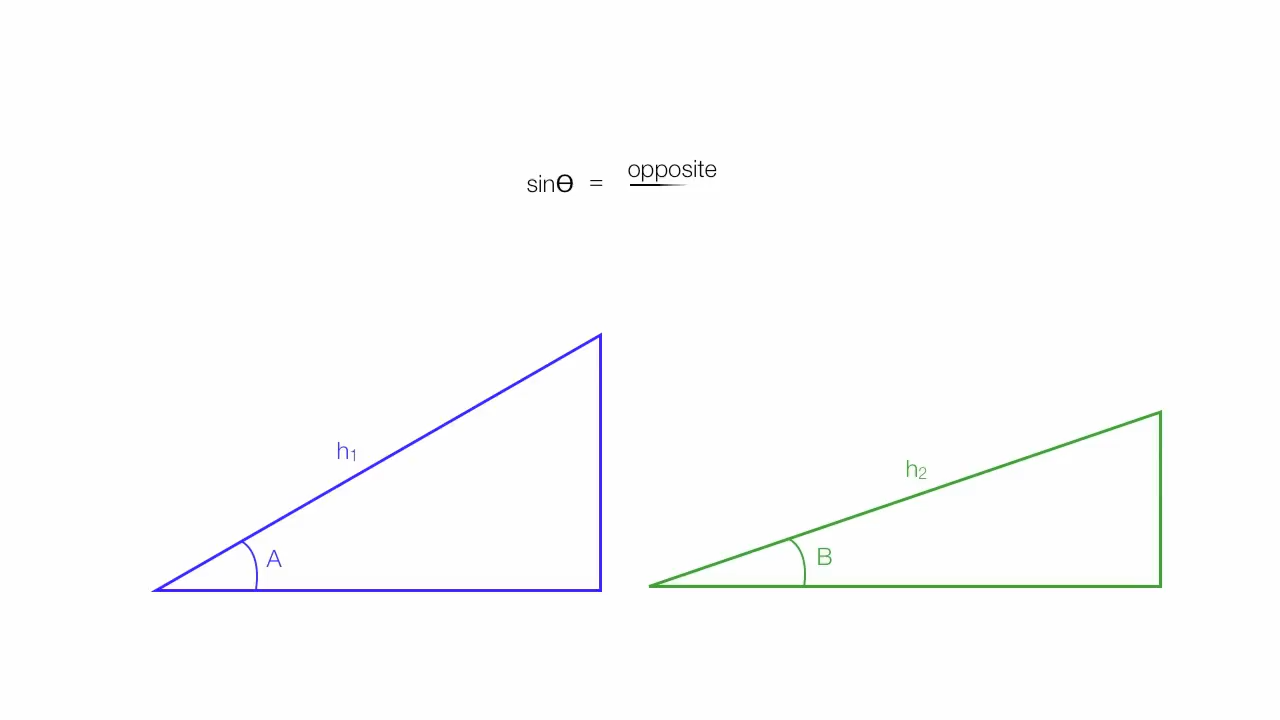 sinθ = opposite
h₁
h₂
A
B